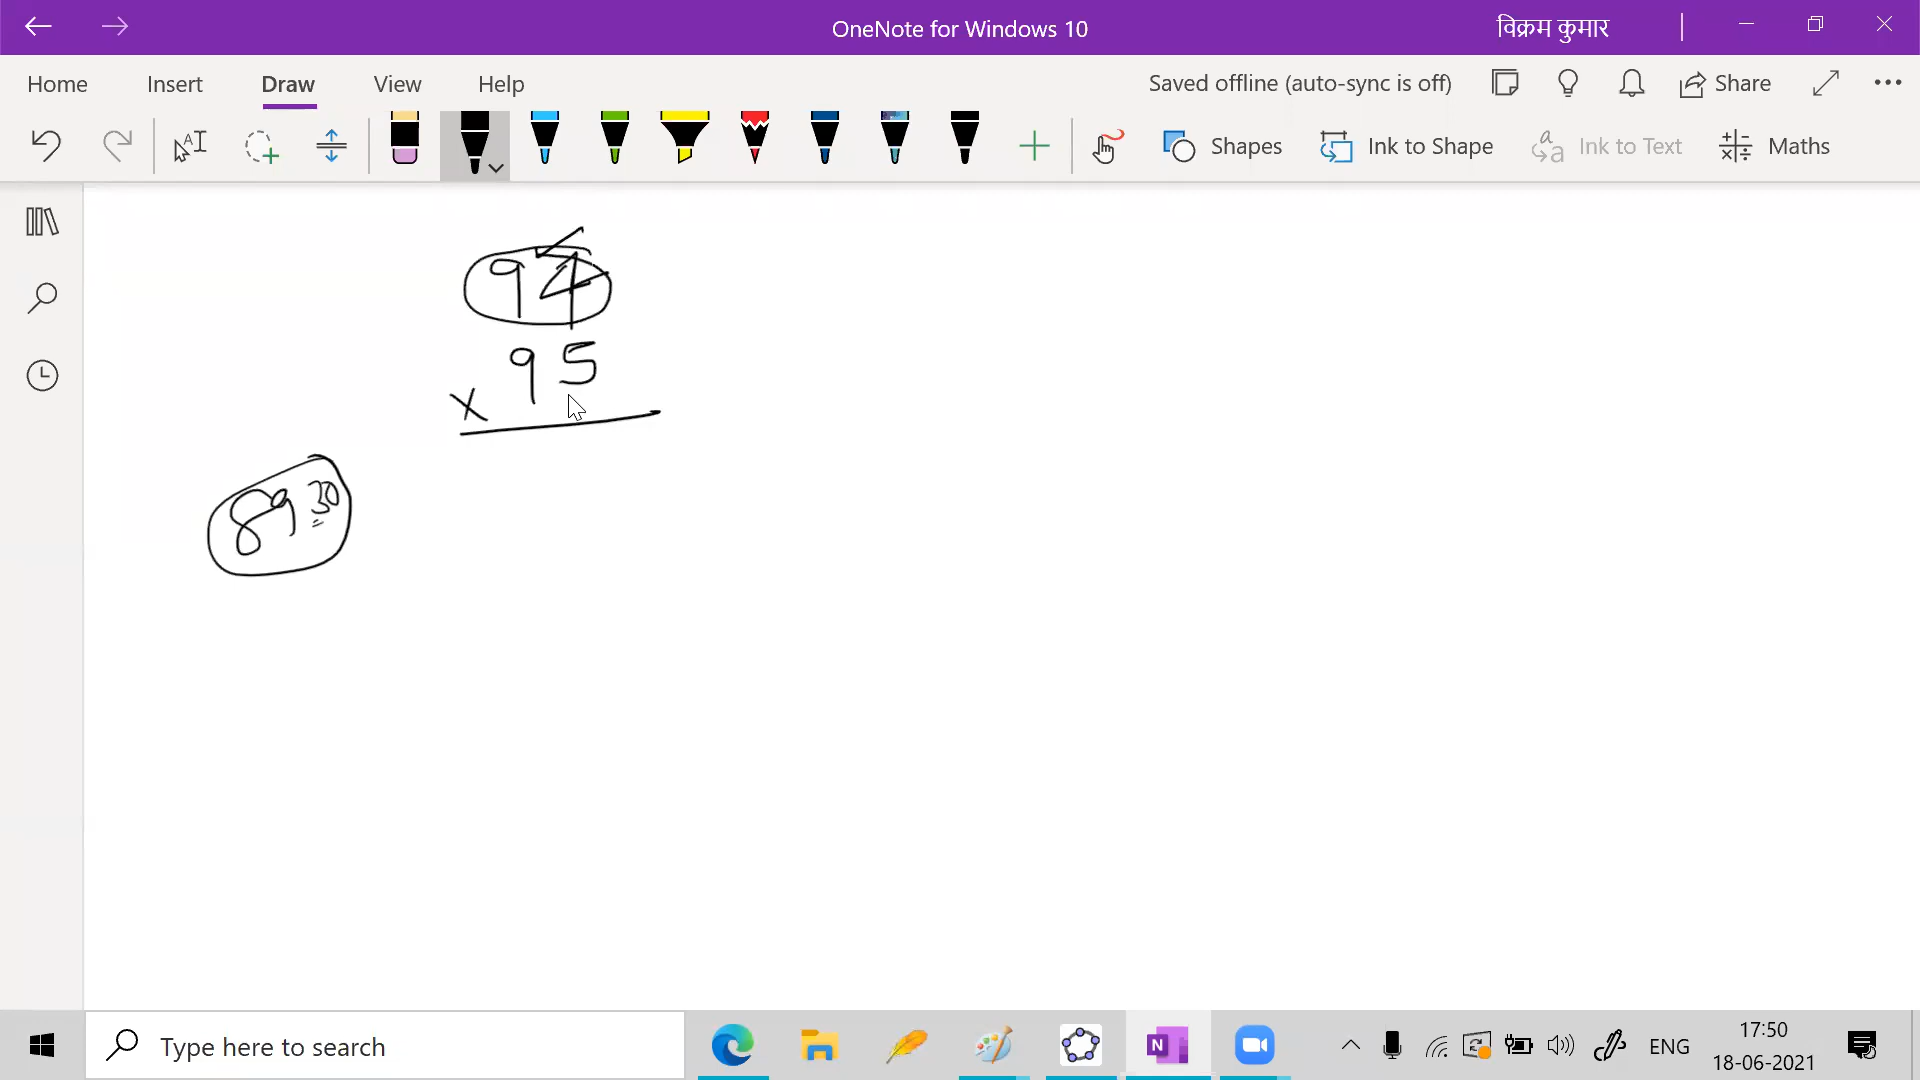 OneNote for Windows 10 विक्रम कुमार
Home Insert Draw View Help Saved offline (auto-sync is off) Share
Shapes Ink to Shape Ink to Text Maths
94
95
×
8930
Type here to search
N
ENG
17:50
18-06-2021